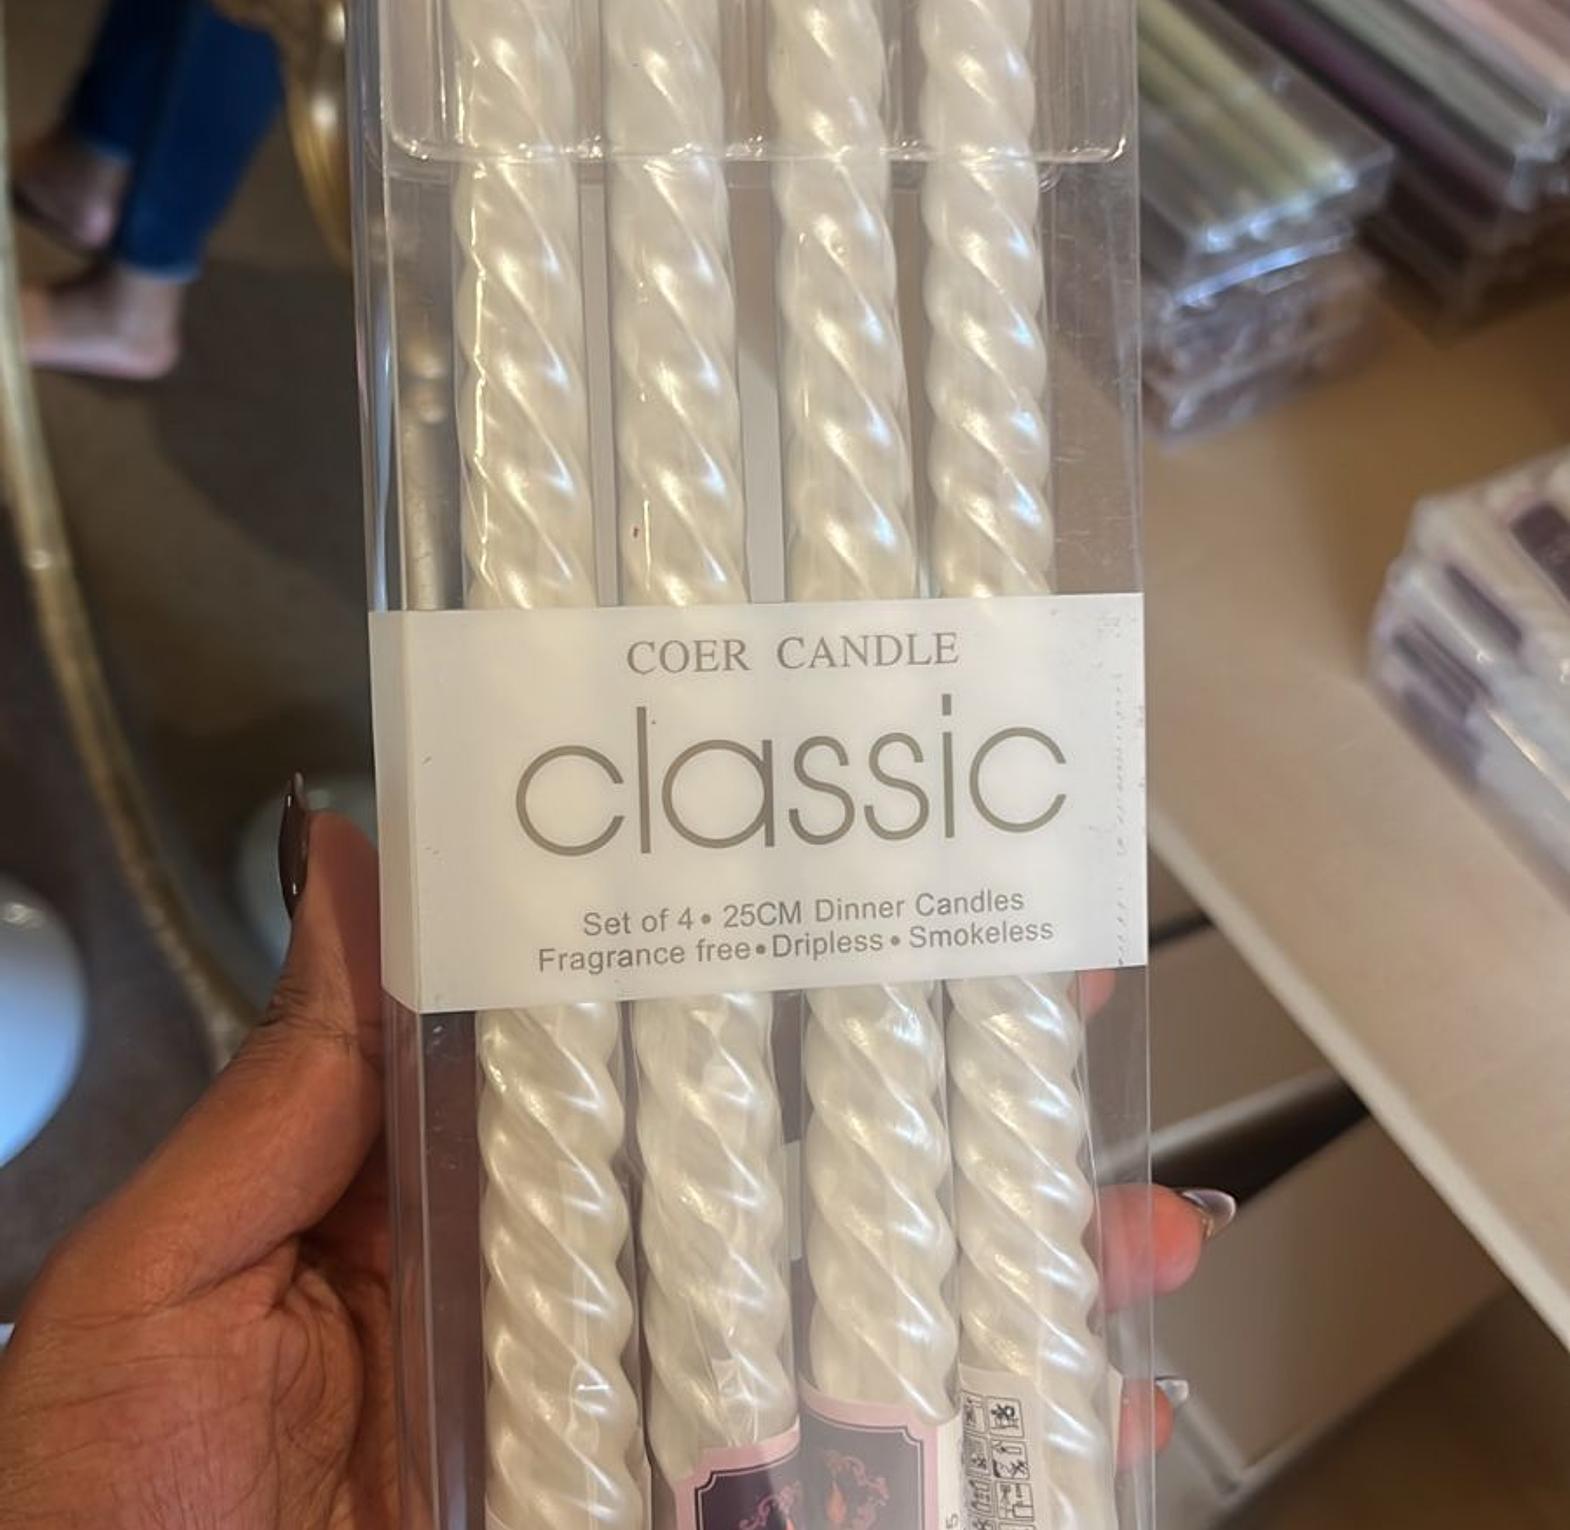 COER CANDLE
classic
Set of 4• 25CM Dinner Candles
Fragrance free•Dripless•Smokeless